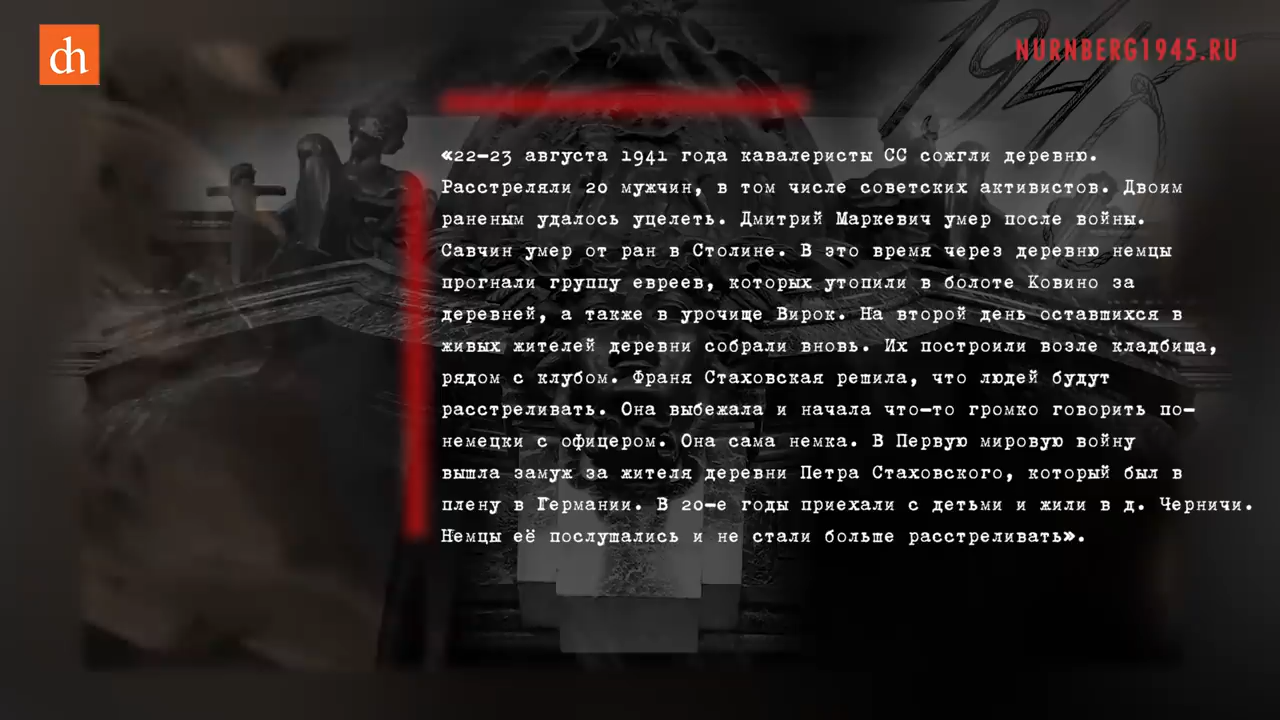 dh
NURNBERG1945.RU
194
«22-23 августа 1941 года кавалеристы СС сожгли деревню.
Расстреляли 20 мужчин, в том числе советских активистов. Двоим
раненым удалось уцелеть. Дмитрий Маркевич умер после войны.
Савчин умер от ран в Столине. В это время через деревню немцы
прогнали группу евреев, которых утопили в болоте Ковино за
деревней, а также в урочище Вирок. На второй день оставшихся в
живых жителей деревни собрали вновь. Их построили возле кладбища,
рядом с клубом. Франя Стаховская решила, что людей будут
расстреливать. Она выбежала и начала что-то громко говорить по-
немецки с офицером. Она сама немка. В Первую мировую войну
вышла замуж за жителя деревни Петра Стаховского, который был в
плену в Германии. В 20-е годы приехали с детьми и жили в д. Черничи.
Немцы её послушались и не стали больше расстреливать».